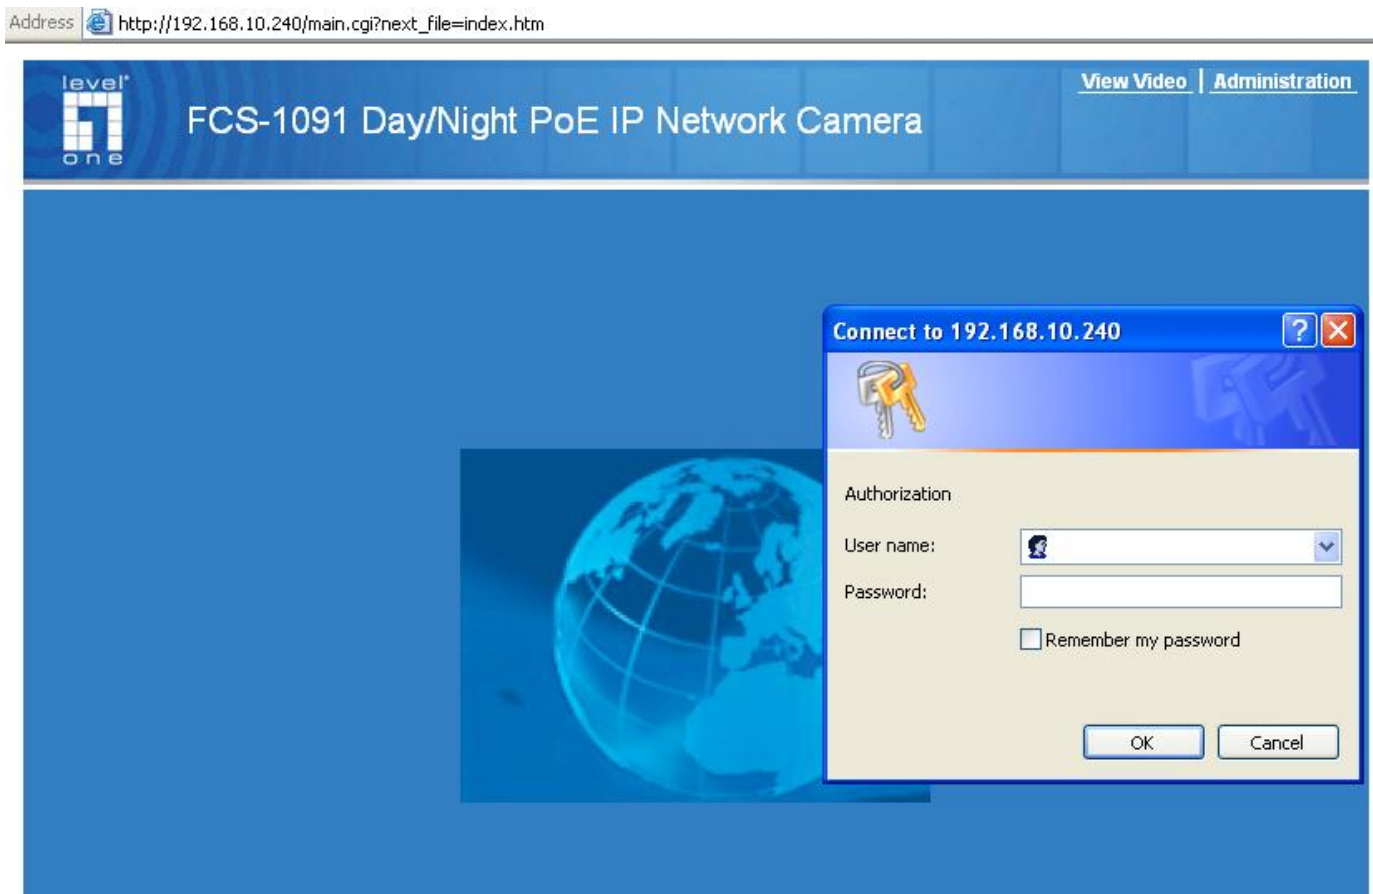 Address http://192.168.10.240/main.cgi?next_file=index.htm
level
one
View Video | Administration
FCS-1091 Day/Night PoE IP Network Camera
Connect to 192.168.10.240
Authorization
User name:
Password:
Remember my password
OK Cancel